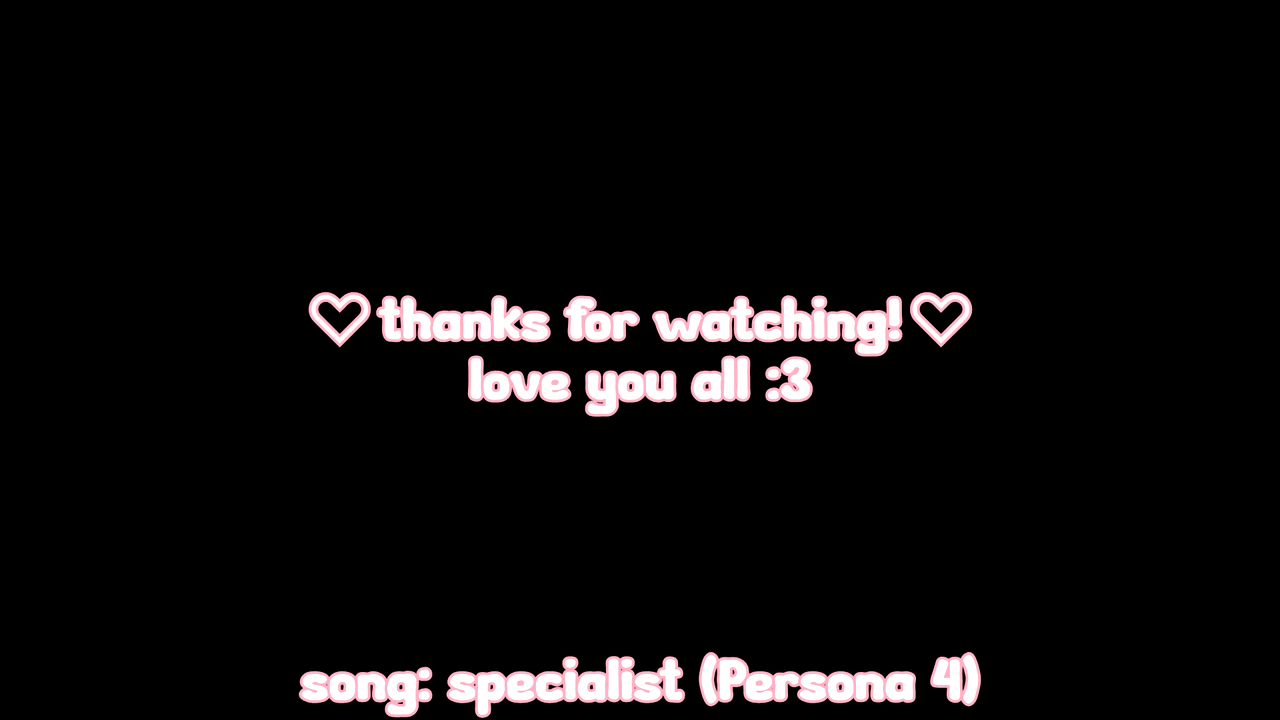 ♡thanks for watching!♡
love you all :3
song: specialist (Persona 4)